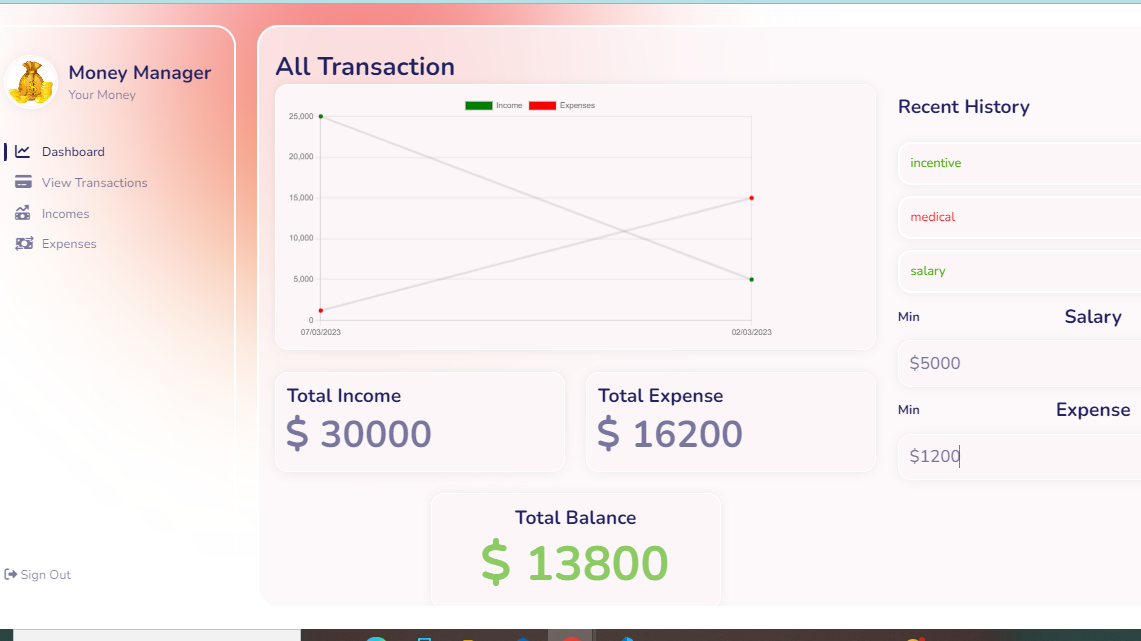 Money Manager
Your Money
Dashboard
View Transactions
Incomes
Expenses
Sign Out
All Transaction
Income Expenses
25,000
20,000
15,000
10,000
5,000
0
07/03/2023 02/03/2023
Total Income
$ 30000
Total Expense
$ 16200
Total Balance
$ 13800
Recent History
incentive
medical
salary
Min Salary
$5000
Min Expense
$1200